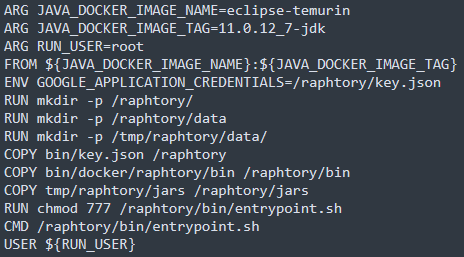 ARG JAVA_DOCKER_IMAGE_NAME=eclipse-temurin
ARG JAVA_DOCKER_IMAGE_TAG=11.0.12_7-jdk
ARG RUN_USER=root
FROM ${JAVA_DOCKER_IMAGE_NAME}:${JAVA_DOCKER_IMAGE_TAG}
ENV GOOGLE_APPLICATION_CREDENTIALS=/raphtory/key.json
RUN mkdir -p /raphtory/
RUN mkdir -p /raphtory/data
RUN mkdir -p /tmp/raphtory/data/
COPY bin/key.json /raphtory
COPY bin/docker/raphtory/bin /raphtory/bin
COPY tmp/raphtory/jars /raphtory/jars
RUN chmod 777 /raphtory/bin/entrypoint.sh
CMD /raphtory/bin/entrypoint.sh
USER ${RUN_USER}